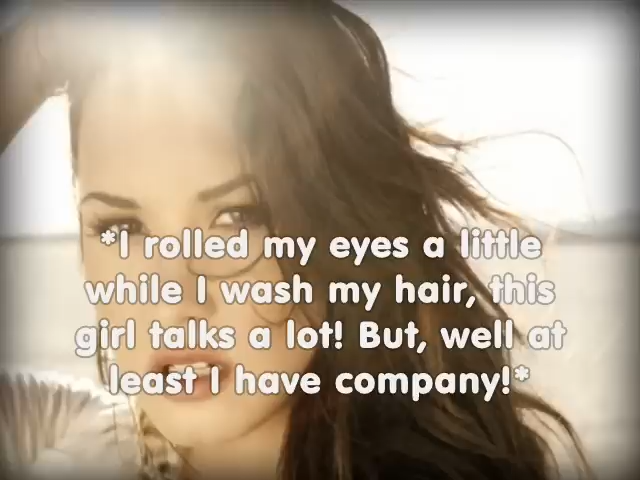 *I rolled my eyes a little
while I wash my hair, this
girl talks a lot! But, well at
least I have company!*